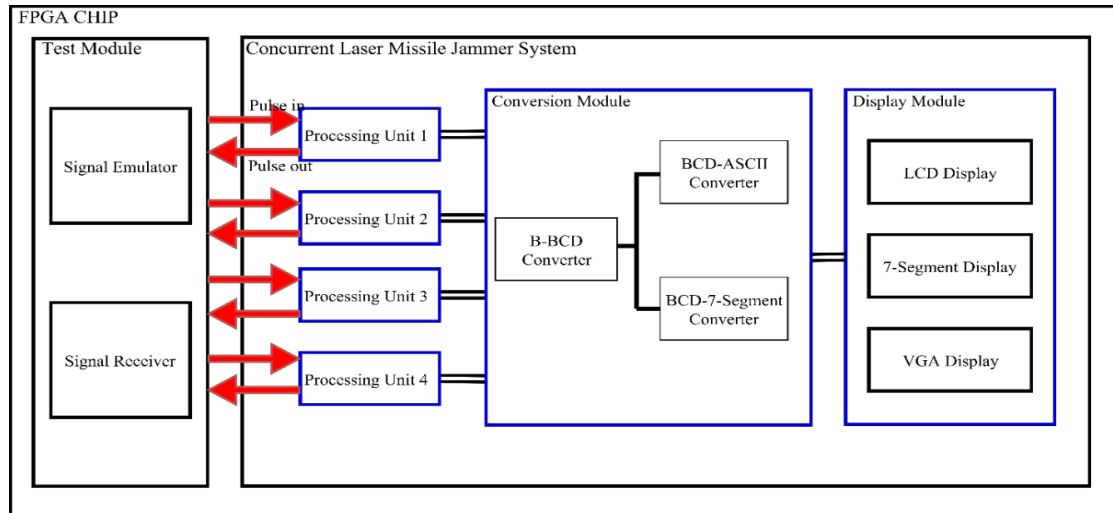 FPGA CHIP
Test Module
Signal Emulator
Signal Receiver
Concurrent Laser Missile Jammer System
Pulse in
Pulse out
Processing Unit 1
Processing Unit 2
Processing Unit 3
Processing Unit 4
Conversion Module
B-BCD
Converter
BCD-ASCII
Converter
BCD-7-Segment
Converter
Display Module
LCD Display
7-Segment Display
VGA Display